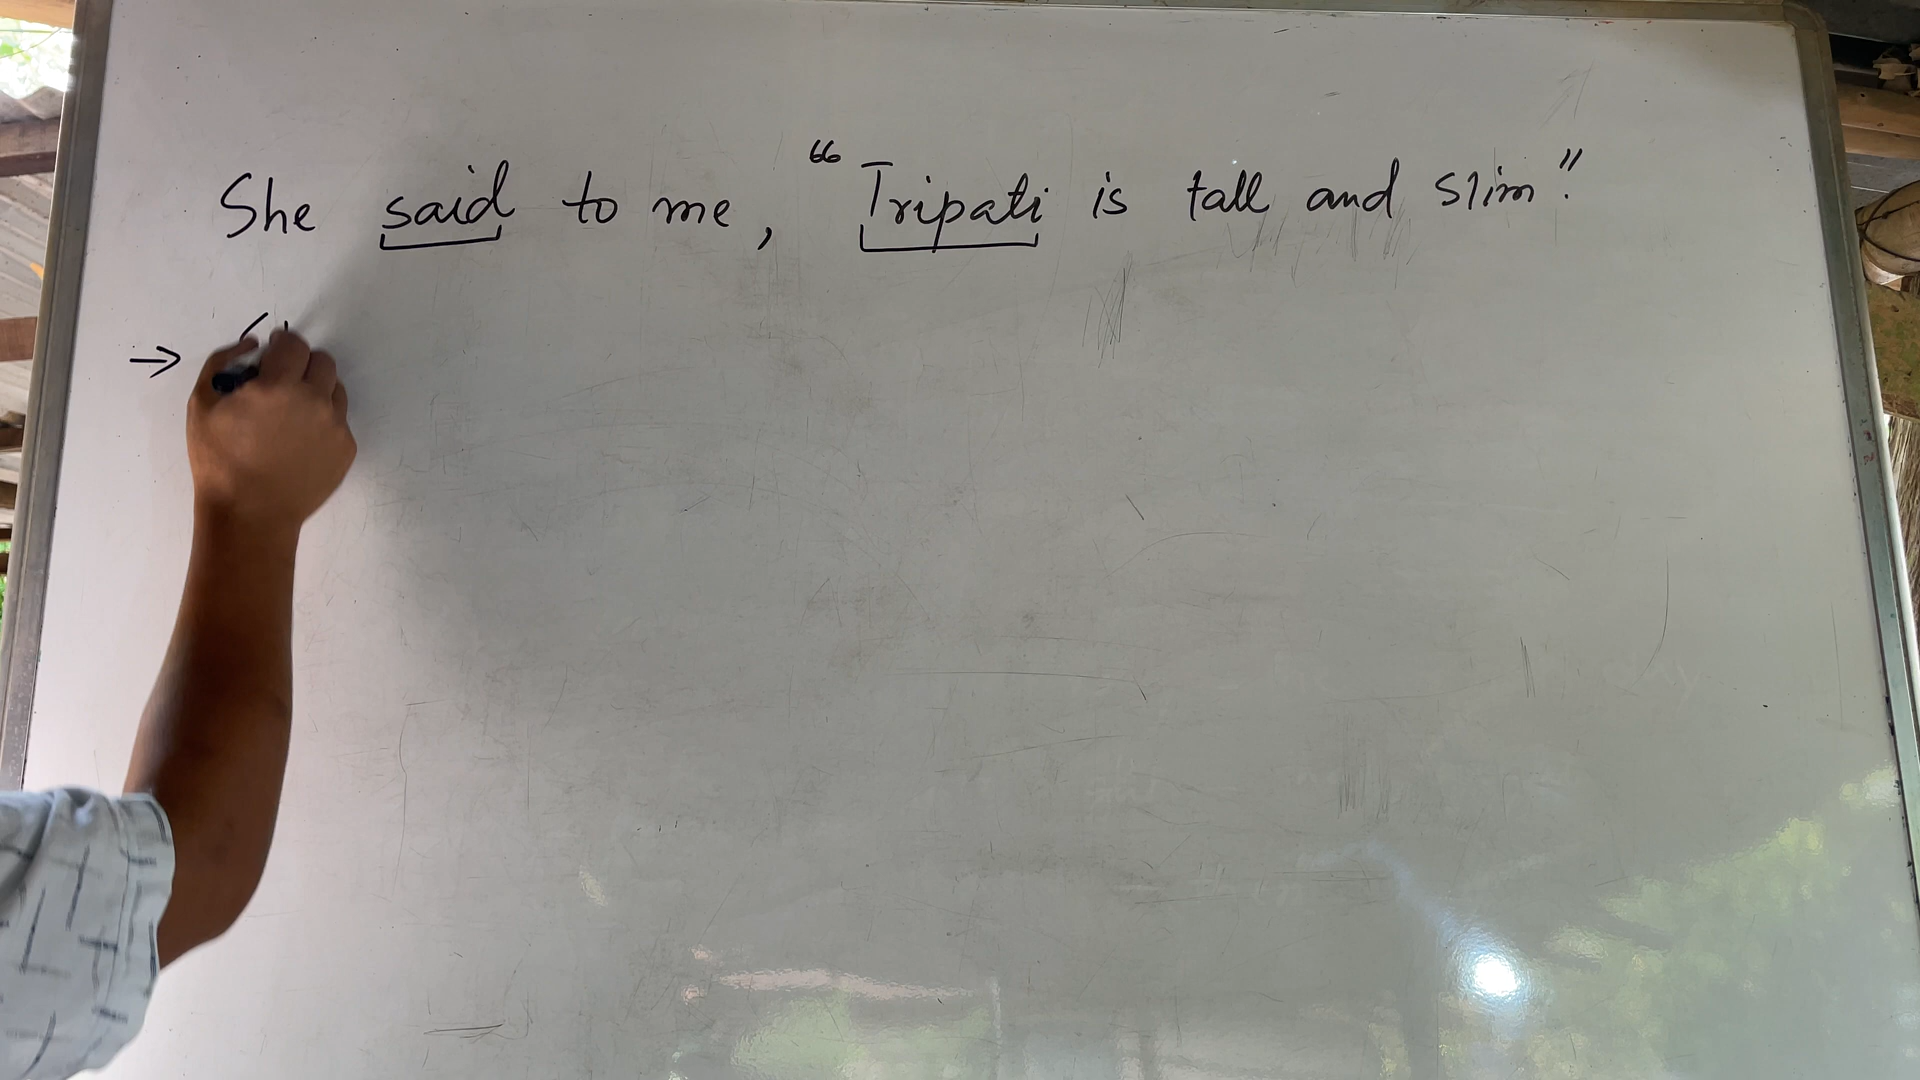 She said to me, "Tripati is tall and slim".
→